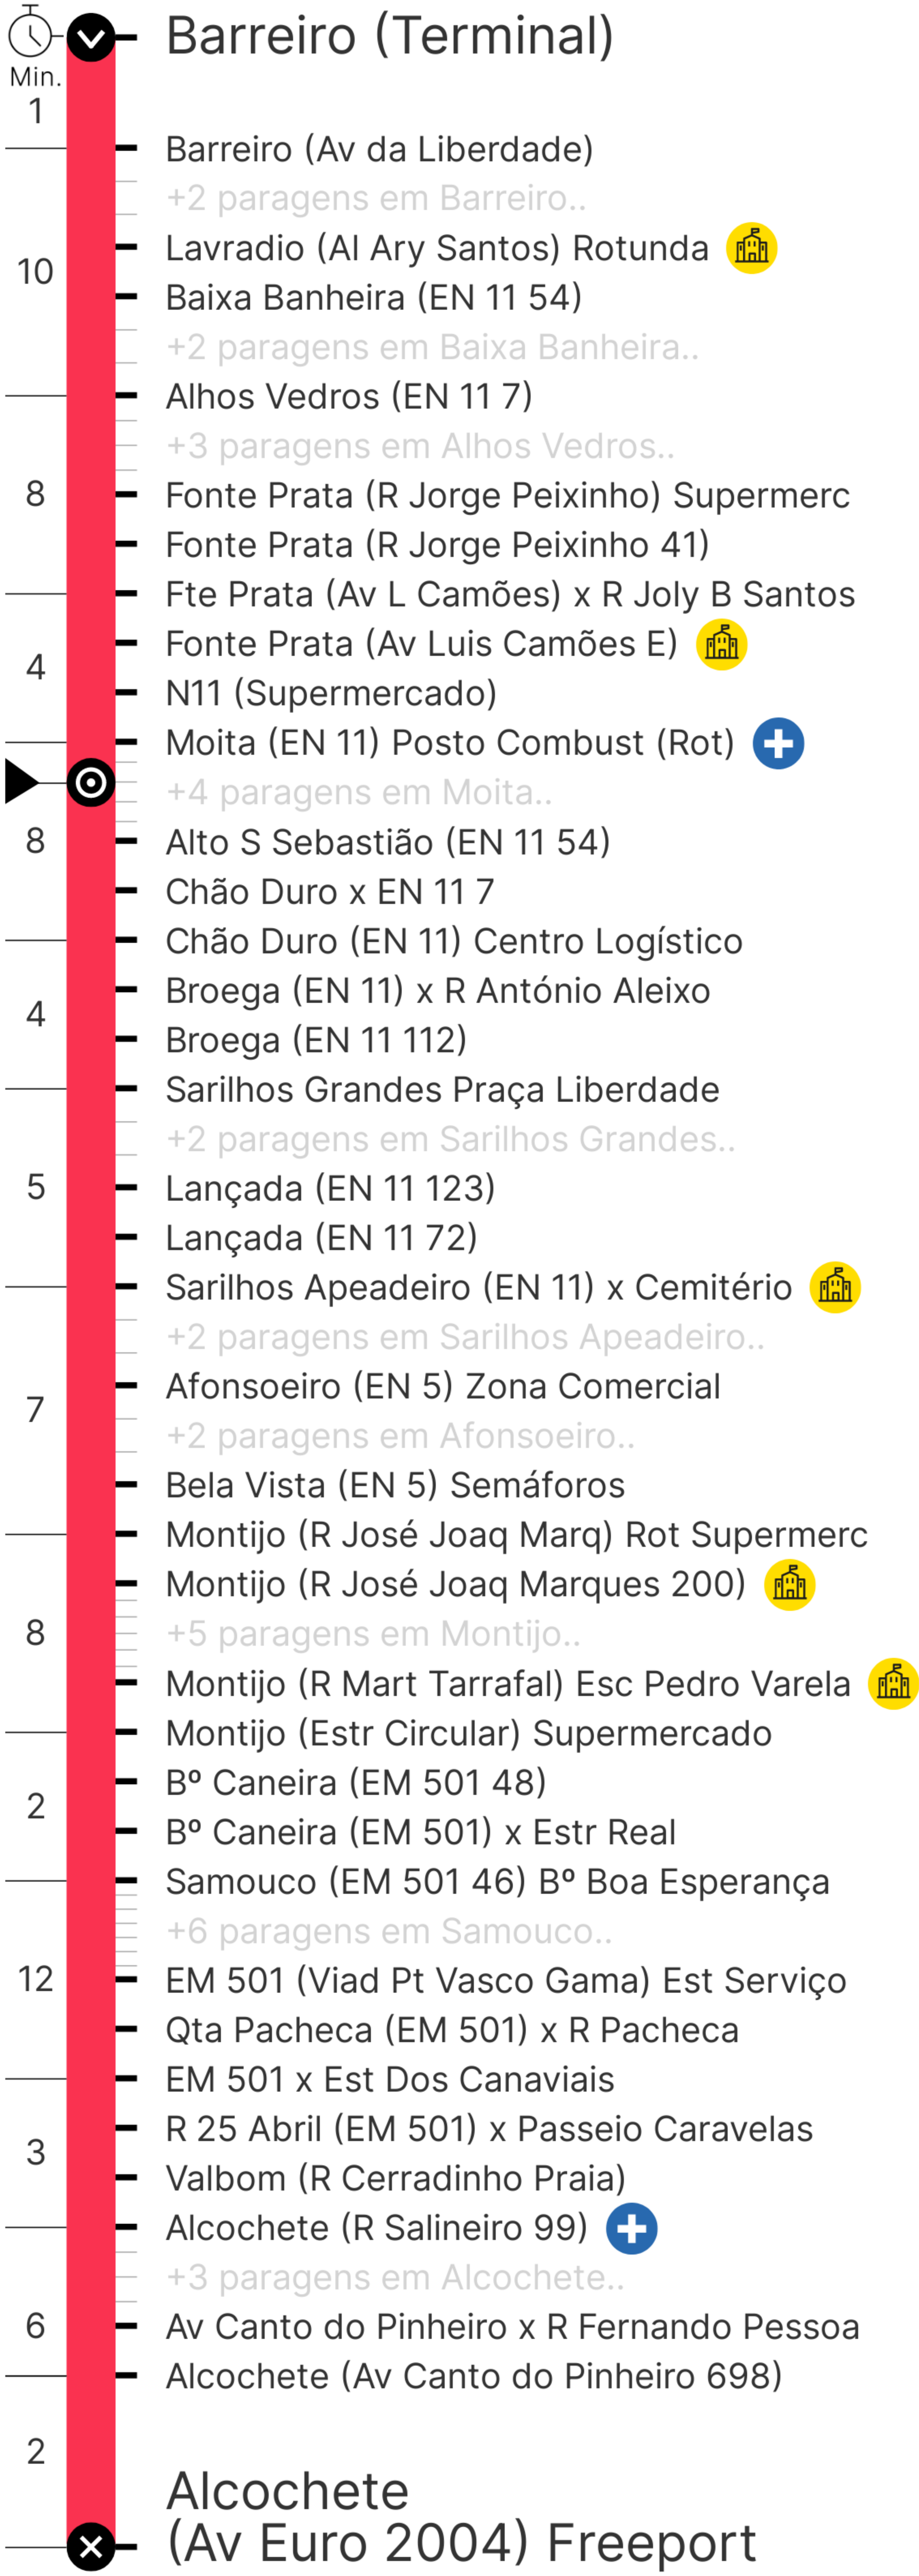 Barreiro (Terminal)
Min.
1
Barreiro (Av da Liberdade)
+2 paragens em Barreiro..
Lavradio (Al Ary Santos) Rotunda
10
Baixa Banheira (EN 11 54)
+2 paragens em Baixa Banheira..
Alhos Vedros (EN 11 7)
+3 paragens em Alhos Vedros..
8
Fonte Prata (R Jorge Peixinho) Supermerc
Fonte Prata (R Jorge Peixinho 41)
Fte Prata (Av L Camões) x R Joly B Santos
Fonte Prata (Av Luis Camões E)
4
N11 (Supermercado)
Moita (EN 11) Posto Combust (Rot)
+4 paragens em Moita..
8
Alto S Sebastião (EN 11 54)
Chão Duro x EN 11 7
Chão Duro (EN 11) Centro Logístico
Broega (EN 11) x R António Aleixo
4
Broega (EN 11 112)
Sarilhos Grandes Praça Liberdade
+2 paragens em Sarilhos Grandes..
5
Lançada (EN 11 123)
Lançada (EN 11 72)
Sarilhos Apeadeiro (EN 11) x Cemitério
+2 paragens em Sarilhos Apeadeiro..
Afonsoeiro (EN 5) Zona Comercial
7
+2 paragens em Afonsoeiro..
Bela Vista (EN 5) Semáforos
Montijo (R José Joaq Marq) Rot Supermerc
Montijo (R José Joaq Marques 200)
8
+5 paragens em Montijo..
Montijo (R Mart Tarrafal) Esc Pedro Varela
Montijo (Estr Circular) Supermercado
Bº Caneira (EM 501 48)
2
Bº Caneira (EM 501) x Estr Real
Samouco (EM 501 46) Bº Boa Esperança
+6 paragens em Samouco..
12
EM 501 (Viad Pt Vasco Gama) Est Serviço
Qta Pacheca (EM 501) x R Pacheca
EM 501 x Est Dos Canaviais
R 25 Abril (EM 501) x Passeio Caravelas
3
Valbom (R Cerradinho Praia)
Alcochete (R Salineiro 99)
+3 paragens em Alcochete..
6
Av Canto do Pinheiro x R Fernando Pessoa
Alcochete (Av Canto do Pinheiro 698)
2
Alcochete
(Av Euro 2004) Freeport